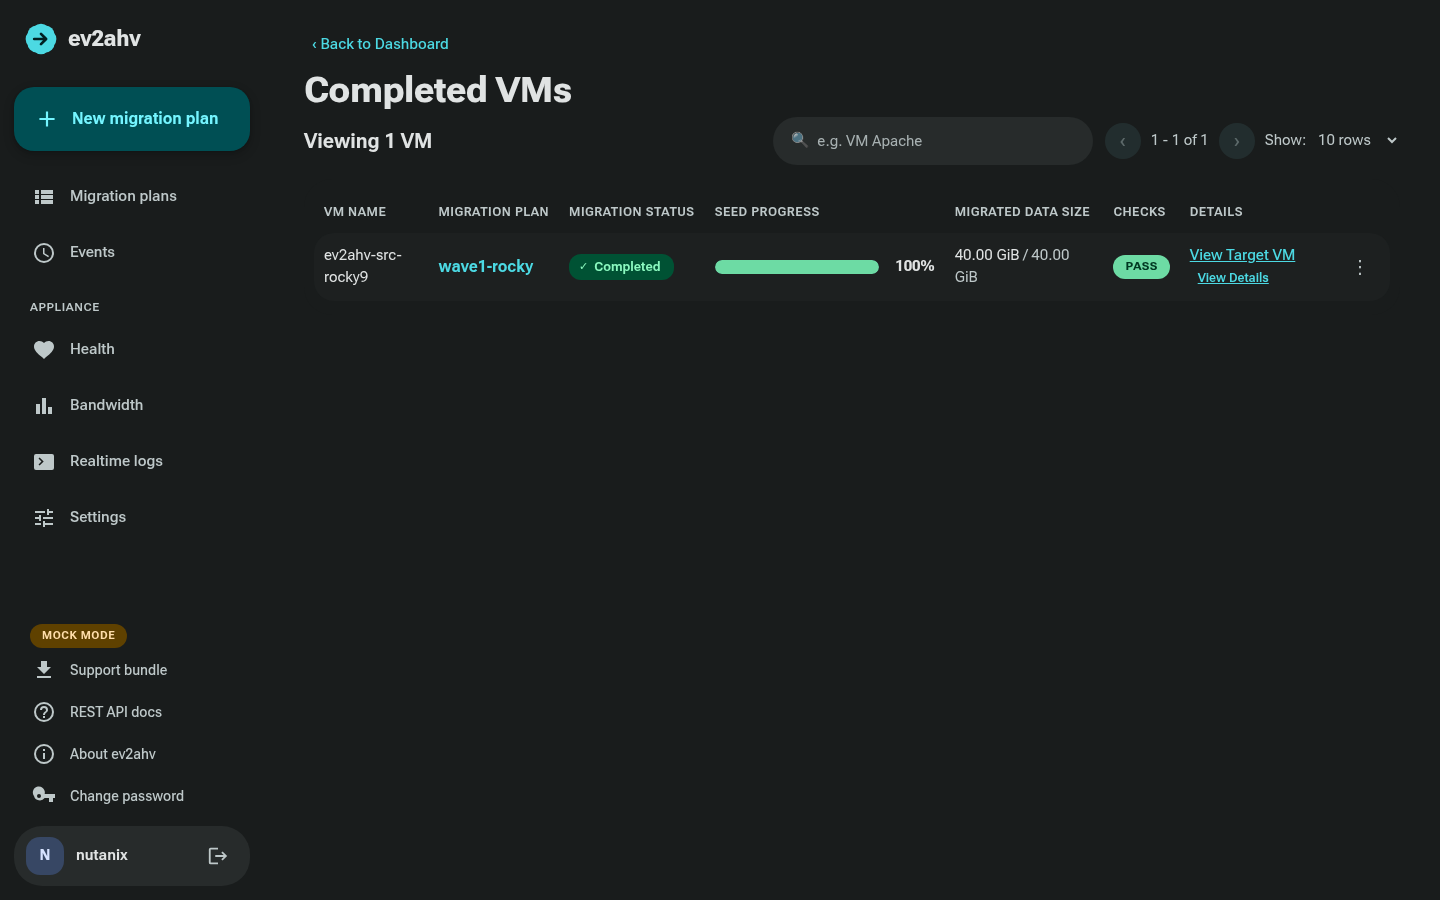 ev2ahv
New migration plan
Migration plans
Events
APPLIANCE
Health
Bandwidth
Realtime logs
Settings
MOCK MODE
Support bundle
REST API docs
About ev2ahv
Change password
N nutanix
‹ Back to Dashboard
Completed VMs
Viewing 1 VM
e.g. VM Apache
‹ 1 - 1 of 1 › Show: 10 rows
VM NAME MIGRATION PLAN MIGRATION STATUS SEED PROGRESS MIGRATED DATA SIZE CHECKS DETAILS
ev2ahv-src-
rocky9
wave1-rocky
✓ Completed
100%
40.00 GiB / 40.00
GiB
PASS
View Target VM
View Details